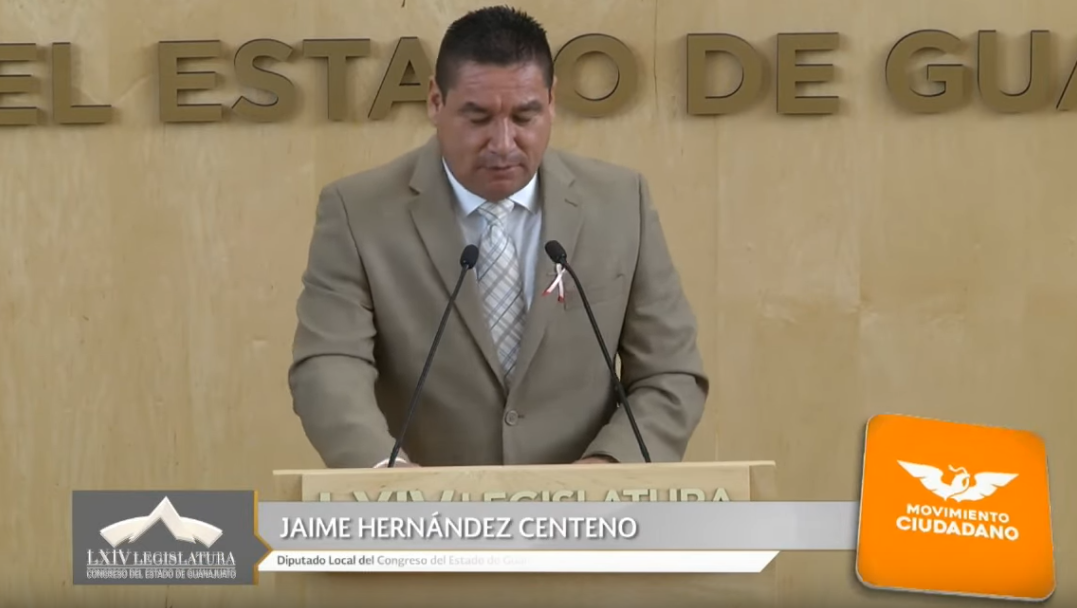 EL ESTADO DE GUA
LXIV LEGISLATURA
JAIME HERNÁNDEZ CENTENO
Diputado Local del Congreso del Estado de Gua
LXIV LEGISLATURA
CONGRESO DEL ESTADO DE GUANAJUATO
MOVIMIENTO
CIUDADANO